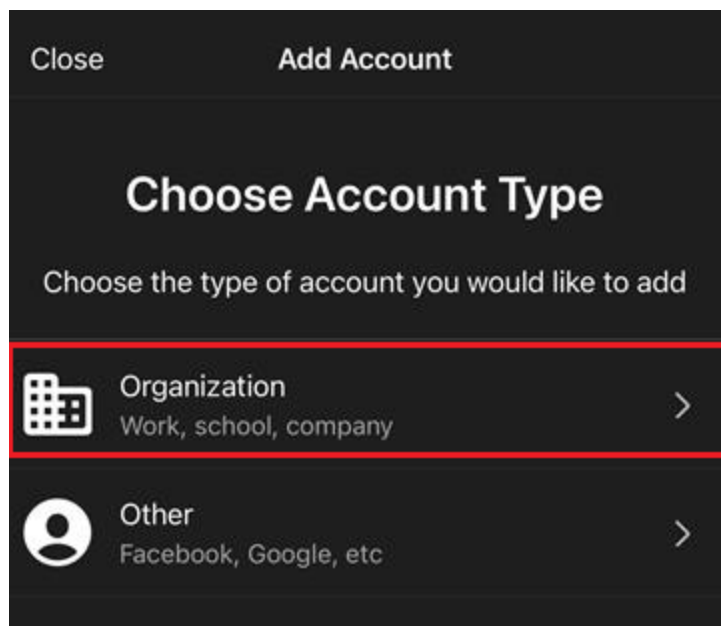 Close
Add Account
Choose Account Type
Choose the type of account you would like to add
Organization
Work, school, company
Other
Facebook, Google, etc